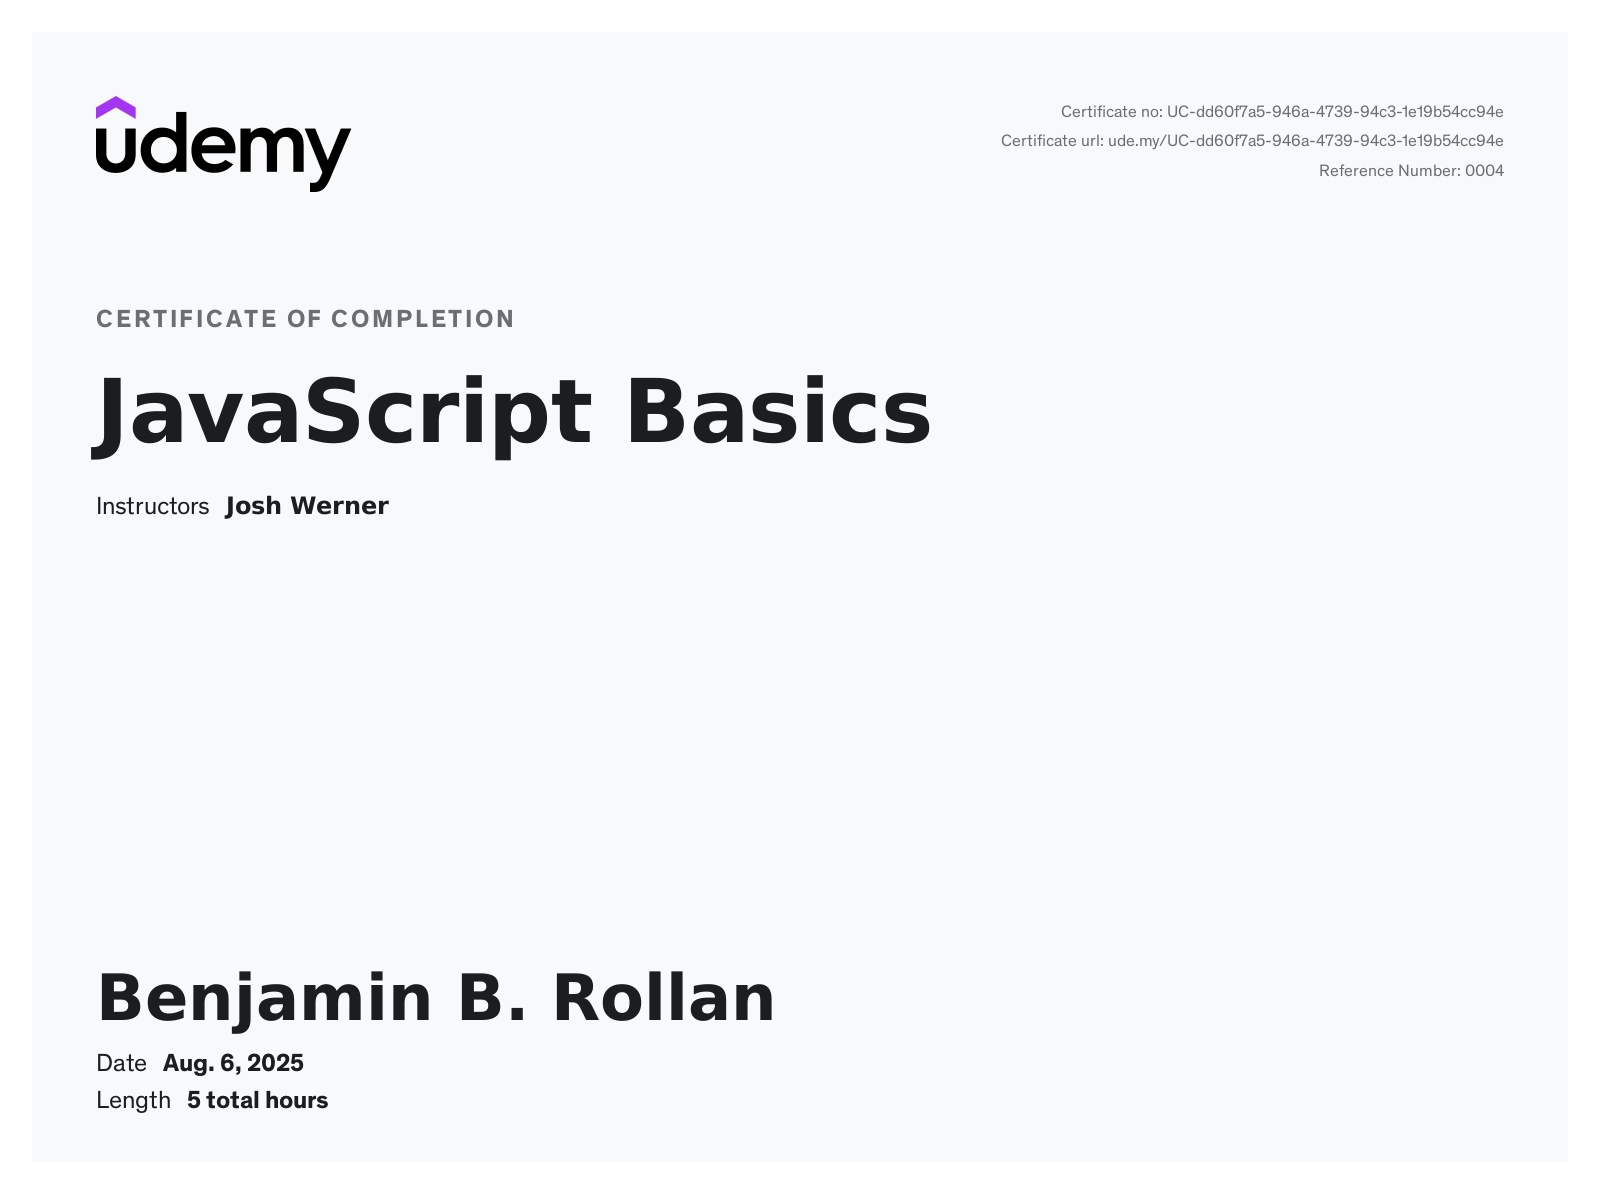 udemy
Certificate no: UC-dd60f7a5-946a-4739-94c3-1e19b54cc94e
Certificate url: ude.my/UC-dd60f7a5-946a-4739-94c3-1e19b54cc94e
Reference Number: 0004
CERTIFICATE OF COMPLETION
JavaScript Basics
Instructors Josh Werner
Benjamin B. Rollan
Date Aug. 6, 2025
Length 5 total hours